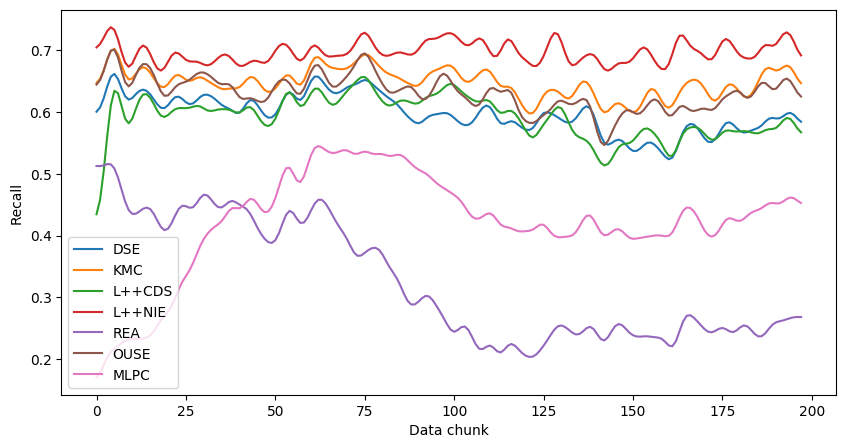 0.7
0.6
0.5
0.4
0.3
0.2
Recall
DSE
KMC
L++CDS
L++NIE
REA
OUSE
MLPC
0 25 50 75 100 125 150 175 200
Data chunk